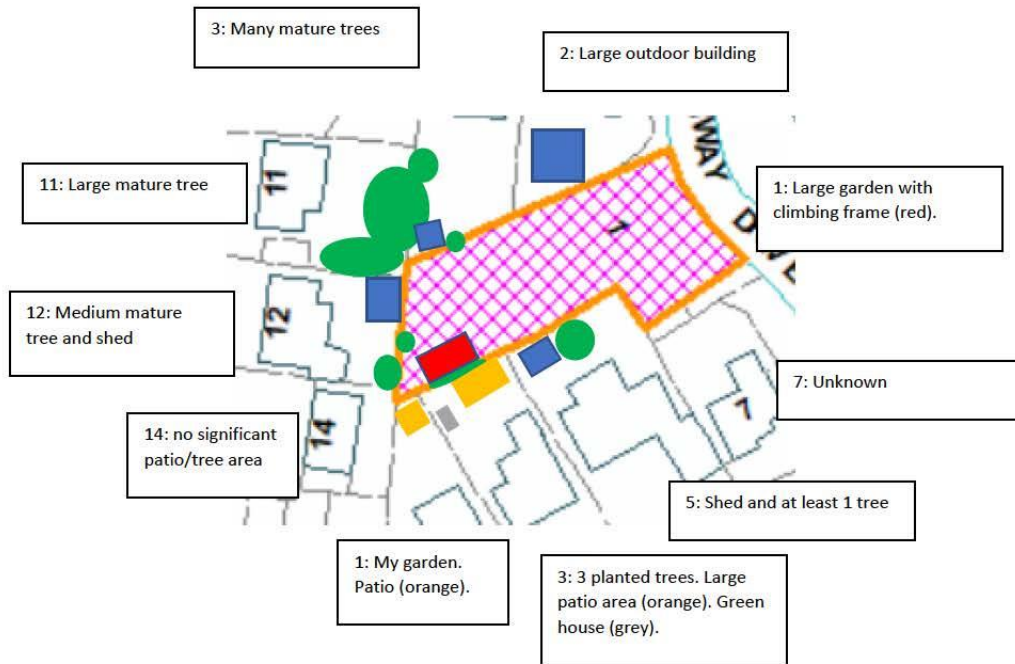 3: Many mature trees
2: Large outdoor building
11: Large mature tree
1: Large garden with
climbing frame (red).
12: Medium mature
tree and shed
7: Unknown
14: no significant
patio/tree area
5: Shed and at least 1 tree
1: My garden.
Patio (orange).
3: 3 planted trees. Large
patio area (orange). Green
house (grey).
WAY
11
1
12
14
7